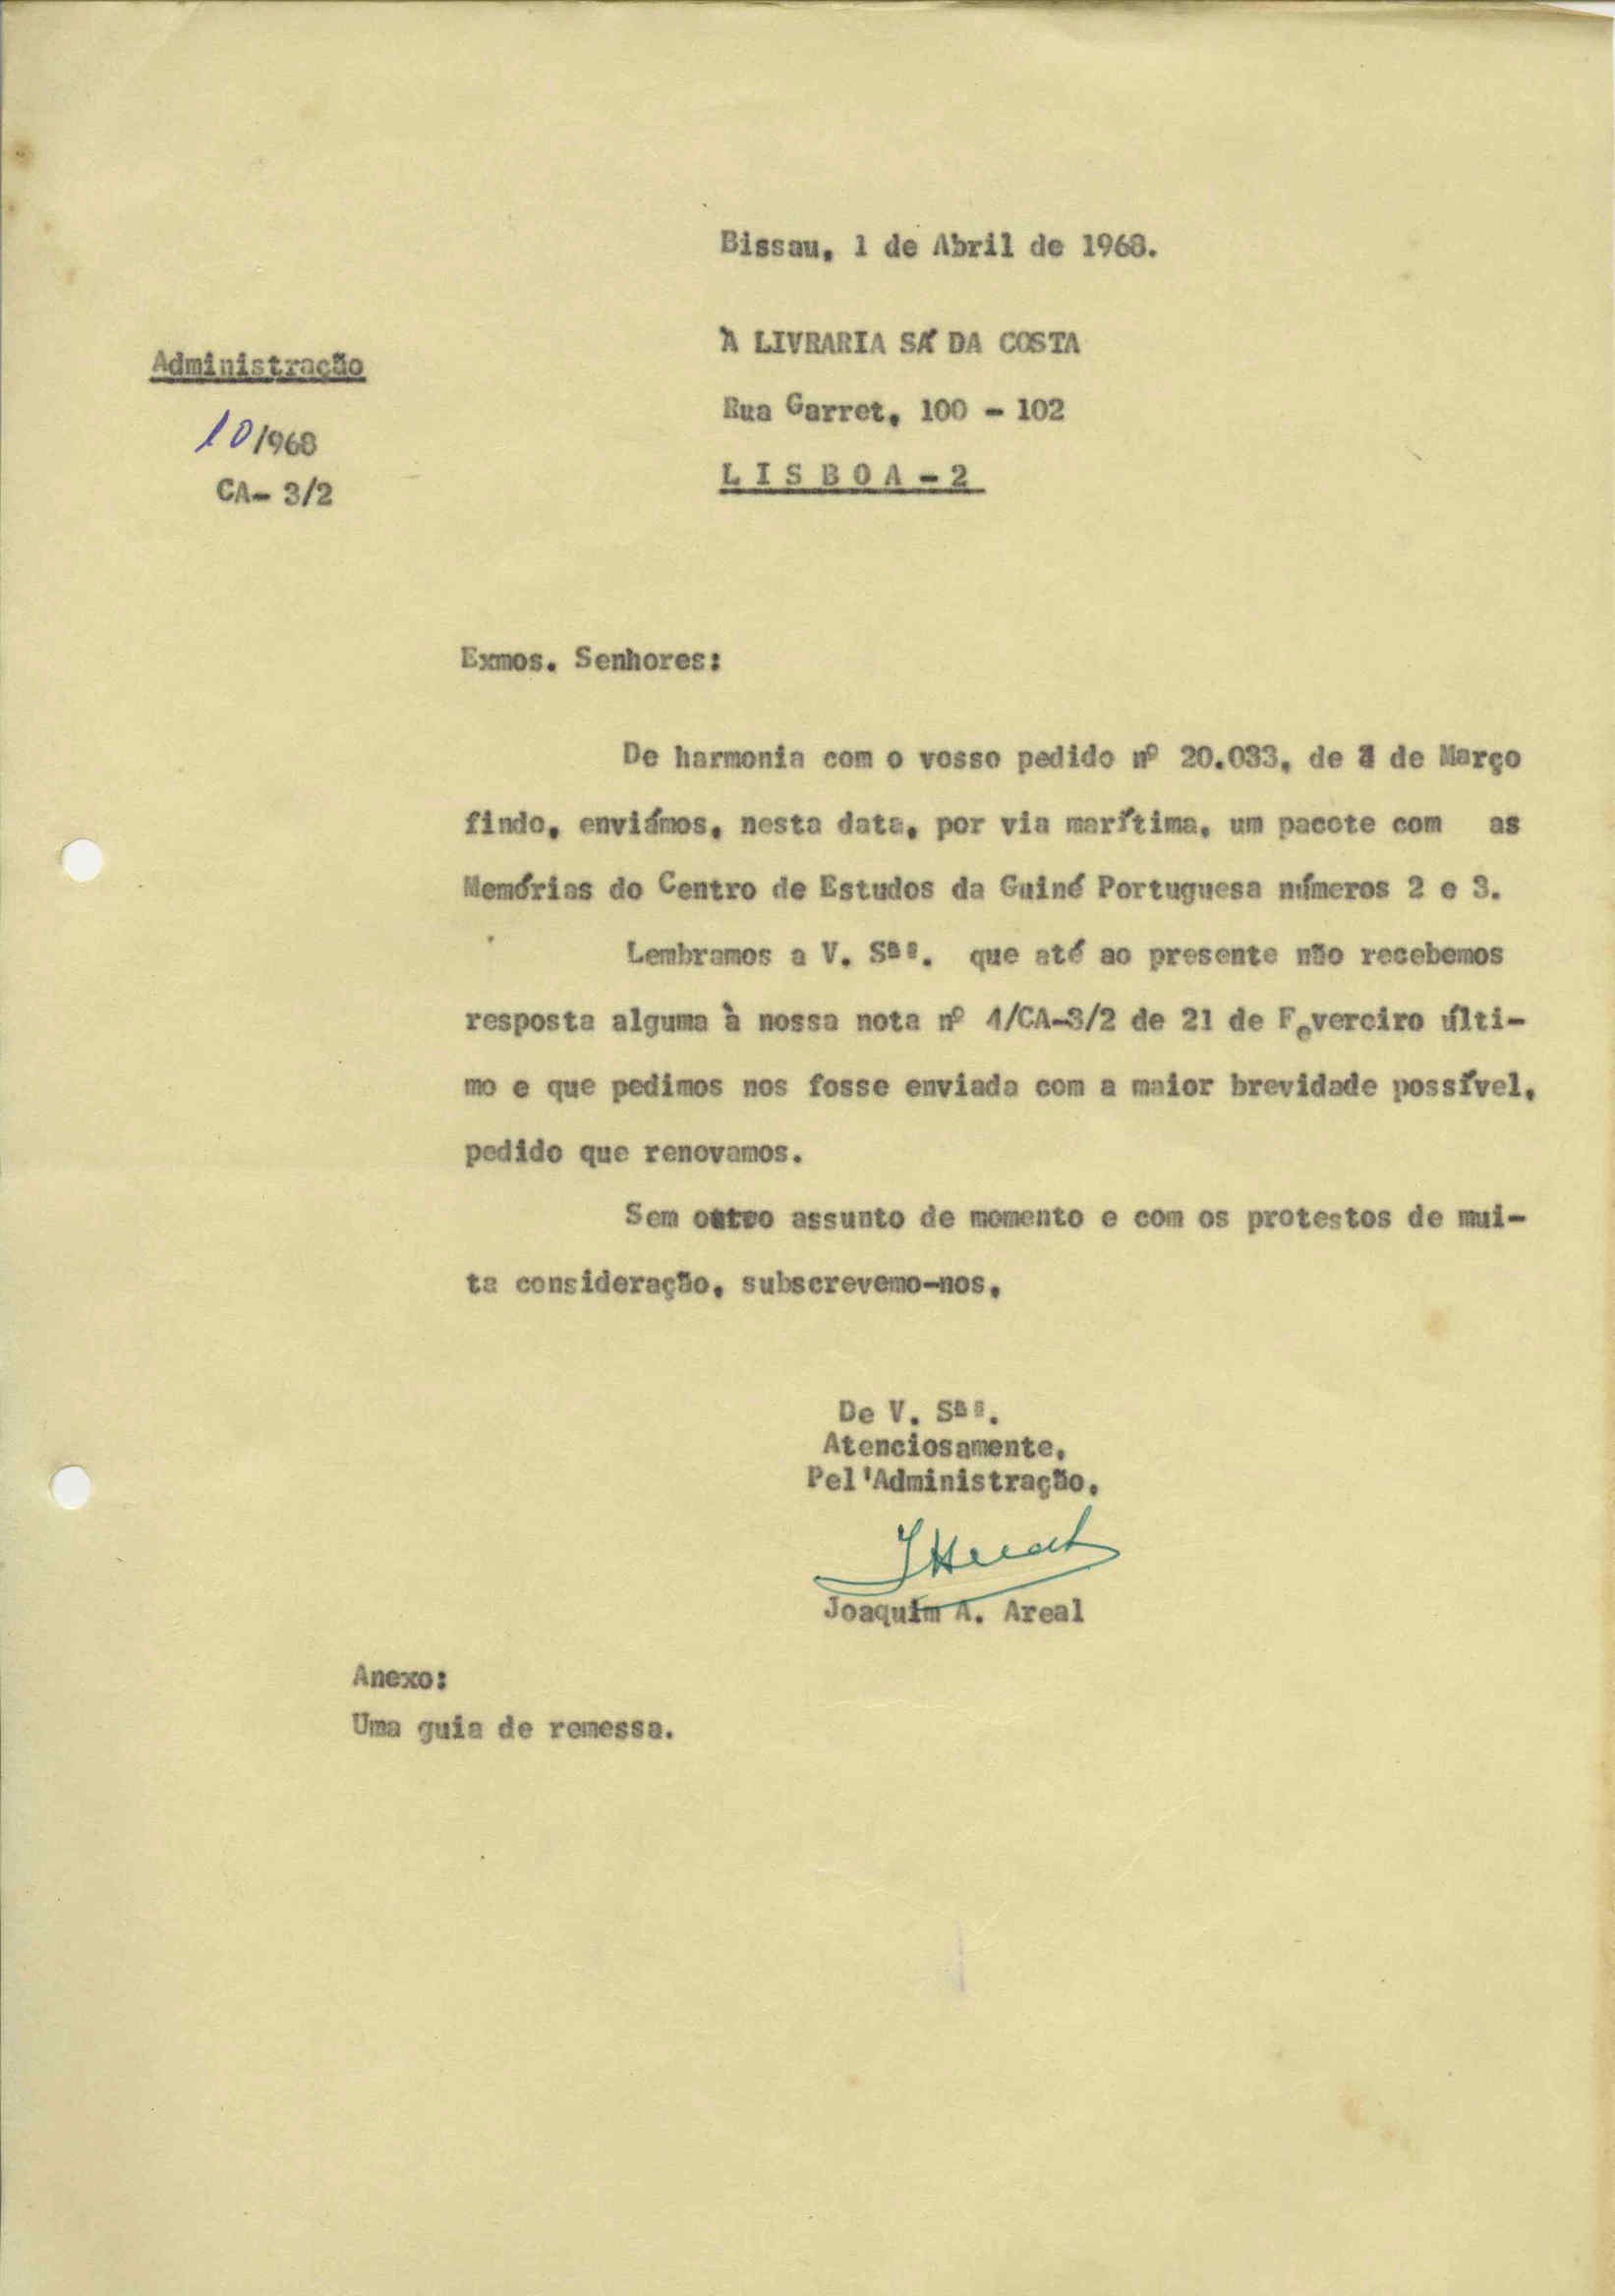 Bissau, 1 de Abril de 1968.
À LIVRARIA SÁ DA COSTA
Administração
Rua Garret, 100 - 102
10/968
L I S B O A - 2
CA- 3/2
Exmos. Senhores:
De harmonia com o vosso pedido nº 20.033, de de Março
findo, enviámos, nesta data, por via marítima, um pacote com as
Memórias do Centro de Estudos da Guiné Portuguesa números 2 e 3.
Lembramos a V. Sªs. que até ao presente não recebemos
resposta alguma à nossa nota nº 1/CA-3/2 de 21 de Fevereiro últi-
mo e que pedimos nos fosse enviada com a maior brevidade possível,
pedido que renovamos.
Sem outro assunto de momento e com os protestos de mui-
ta consideração, subscrevemo-nos,
De V. Sªs.
Atenciosamente,
Pel'Administração,
Joaquim A. Areal
Anexo:
Uma guia de remessa.